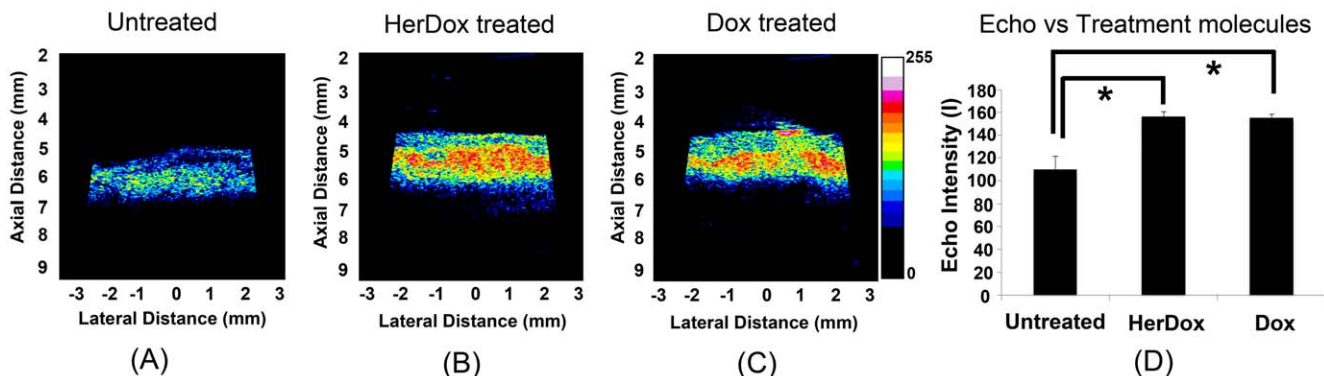 Untreated
HerDox treated
Dox treated
Echo vs Treatment molecules
2
3
4
5
6
7
8
9
Axial Distance (mm)
-3 -2 -1 0 1 2 3
Lateral Distance (mm)
(A)
2
3
4
5
6
7
8
9
Axial Distance (mm)
-3 -2 -1 0 1 2 3
Lateral Distance (mm)
(B)
2
3
4
5
6
7
8
9
Axial Distance (mm)
-3 -2 -1 0 1 2 3
Lateral Distance (mm)
(C)
255
0
*
*
180
160
140
120
100
80
60
40
20
0
Echo Intensity (I)
Untreated HerDox Dox
(D)